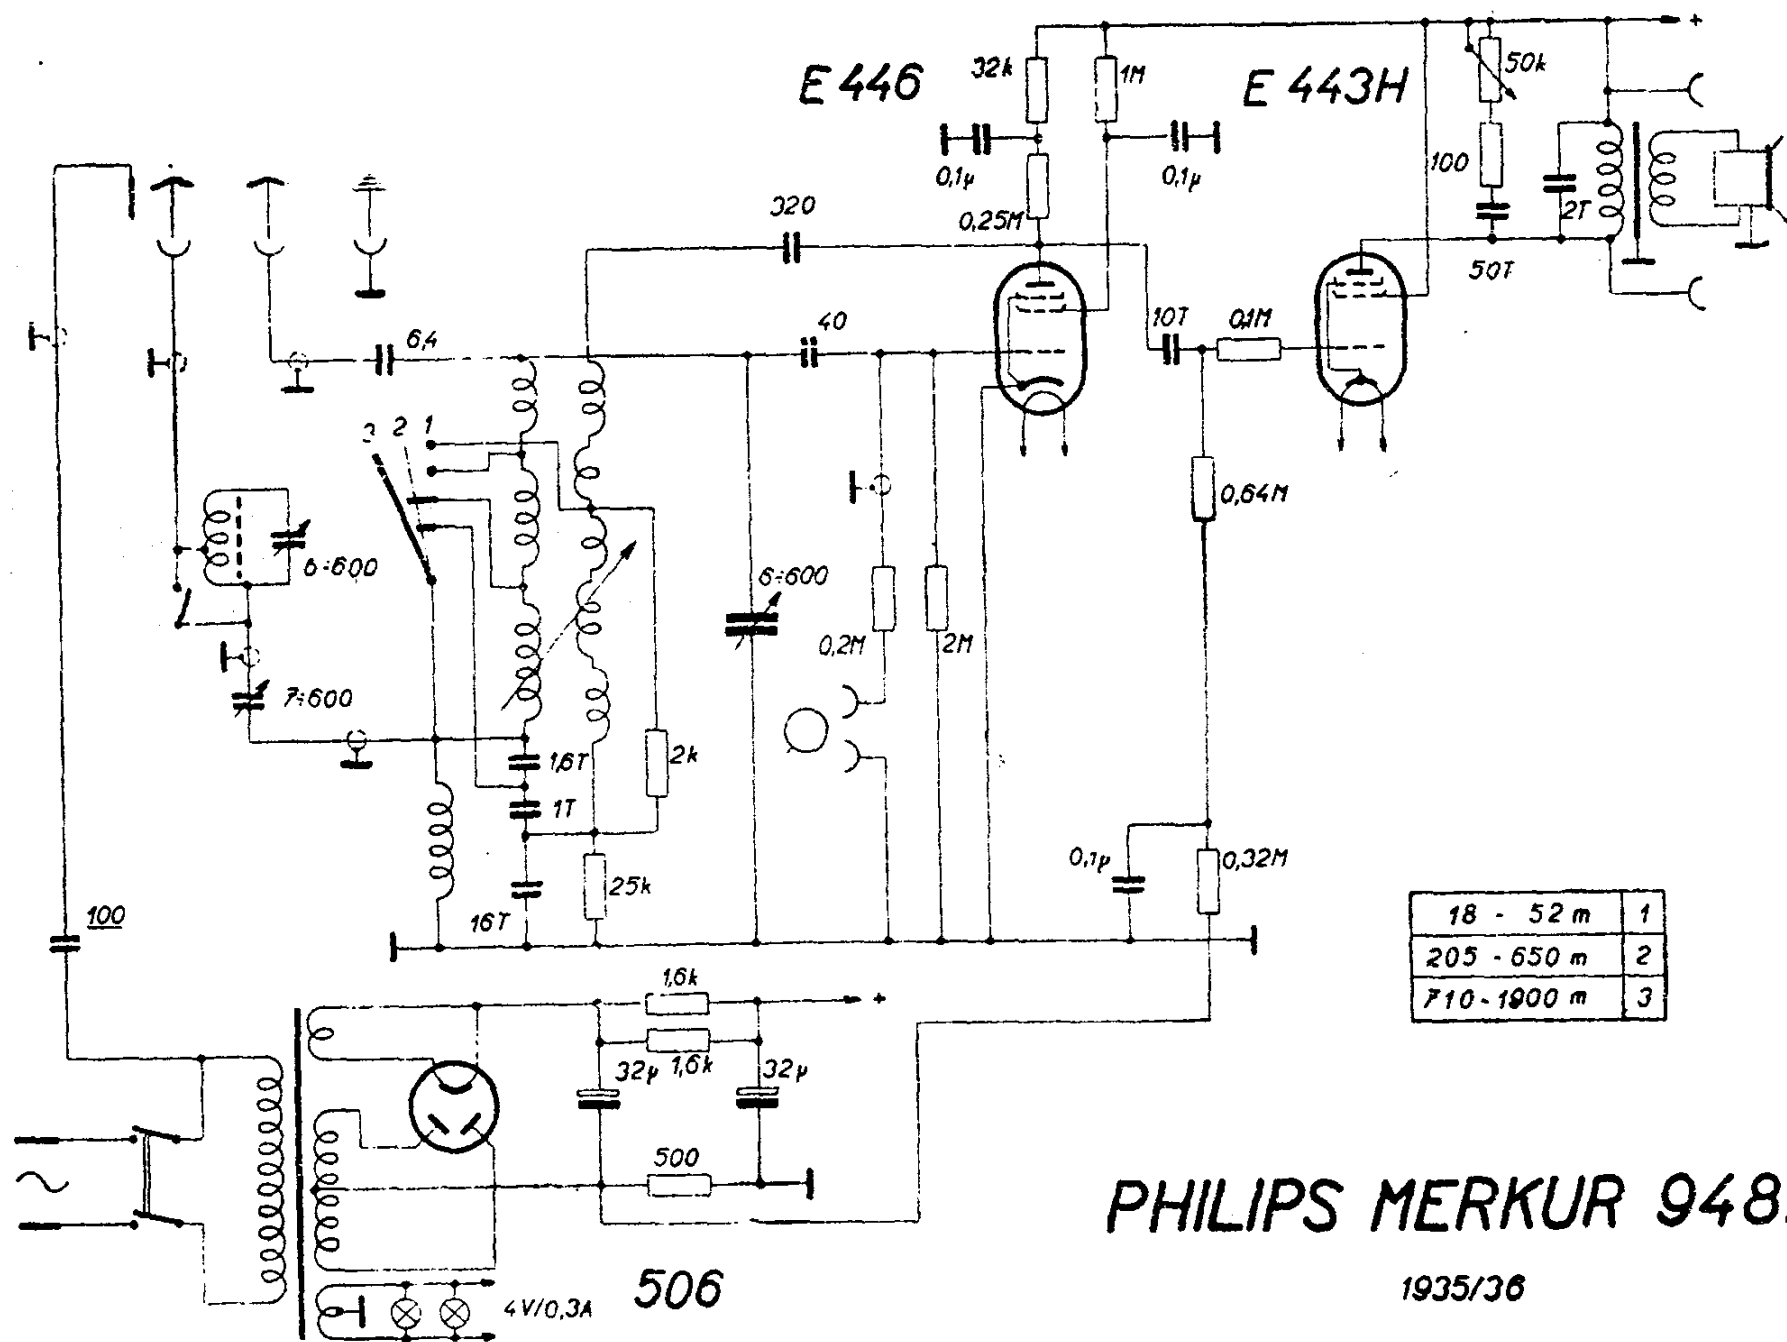 E 446
32k
1M
E 443H
50k
0,1µ
0,1µ
100
0,25M
2T
320
50T
6,4
40
10T
0,1M
3 2 1
0,64M
6÷600
6÷600
0,2M
2M
7÷600
1,6T
2k
1T
25k
0,1µ
0,32M
100
16T
18 - 52 m 1
205 - 650 m 2
710 - 1900 m 3
1,6k
+
+
32µ
1,6k
32µ
500
PHILIPS MERKUR 948
506
4V/0,3A
1935/36